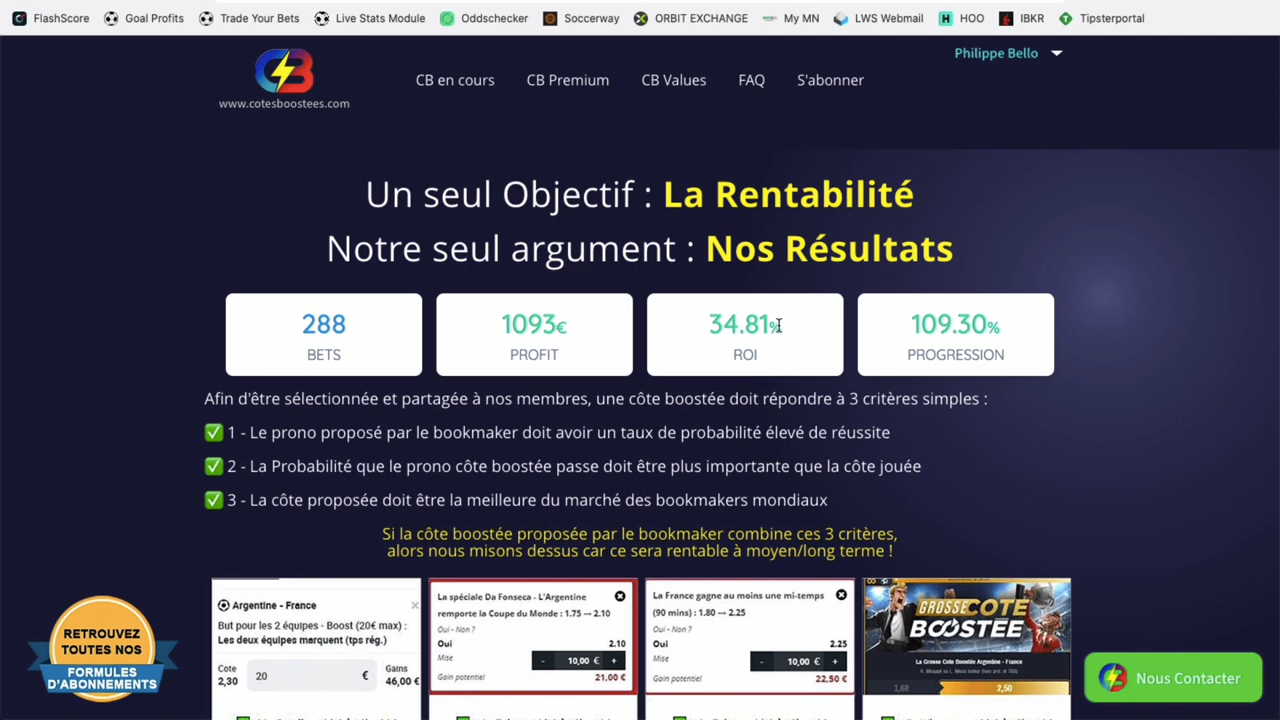 FlashScore Goal Profits Trade Your Bets Live Stats Module Oddschecker Soccerway ORBIT EXCHANGE My MN LWS Webmail HOO IBKR Tipsterportal
Philippe Bello
CB
www.cotesboostees.com
CB en cours CB Premium CB Values FAQ S'abonner
Un seul Objectif : La Rentabilité
Notre seul argument : Nos Résultats
288 1093€ 34.81% 109.30%
BETS PROFIT ROI PROGRESSION
Afin d'être sélectionnée et partagée à nos membres, une côte boostée doit répondre à 3 critères simples :
✅ 1 - Le prono proposé par le bookmaker doit avoir un taux de probabilité élevé de réussite
✅ 2 - La Probabilité que le prono côte boostée passe doit être plus importante que la côte jouée
✅ 3 - La côte proposée doit être la meilleure du marché des bookmakers mondiaux
Si la côte boostée proposée par le bookmaker combine ces 3 critères,
alors nous misons dessus car ce sera rentable à moyen/long terme !
Argentine - France
But pour les 2 équipes - Boost (20€ max) :
Les deux équipes marquent (tps rég.)
Cote
2,30
20 €
Gains
46,00 €
La spéciale Da Fonseca - L'Argentine
remporte la Coupe du Monde : 1.75 → 2.10
Oui - Non ?
Oui 2.10
Mise - 10,00 € +
Gain potentiel 21,00 €
La France gagne au moins une mi-temps
(90 mins) : 1.80 → 2.25
Oui - Non ?
Oui 2.25
Mise - 10,00 € +
Gain potentiel 22,50 €
GROSSE COTE
BOOSTÉE
La Grosse Cote Boostée Argentine - France
1,60 2,50
RETROUVEZ
TOUTES NOS
FORMULES
D'ABONNEMENTS
Nous Contacter